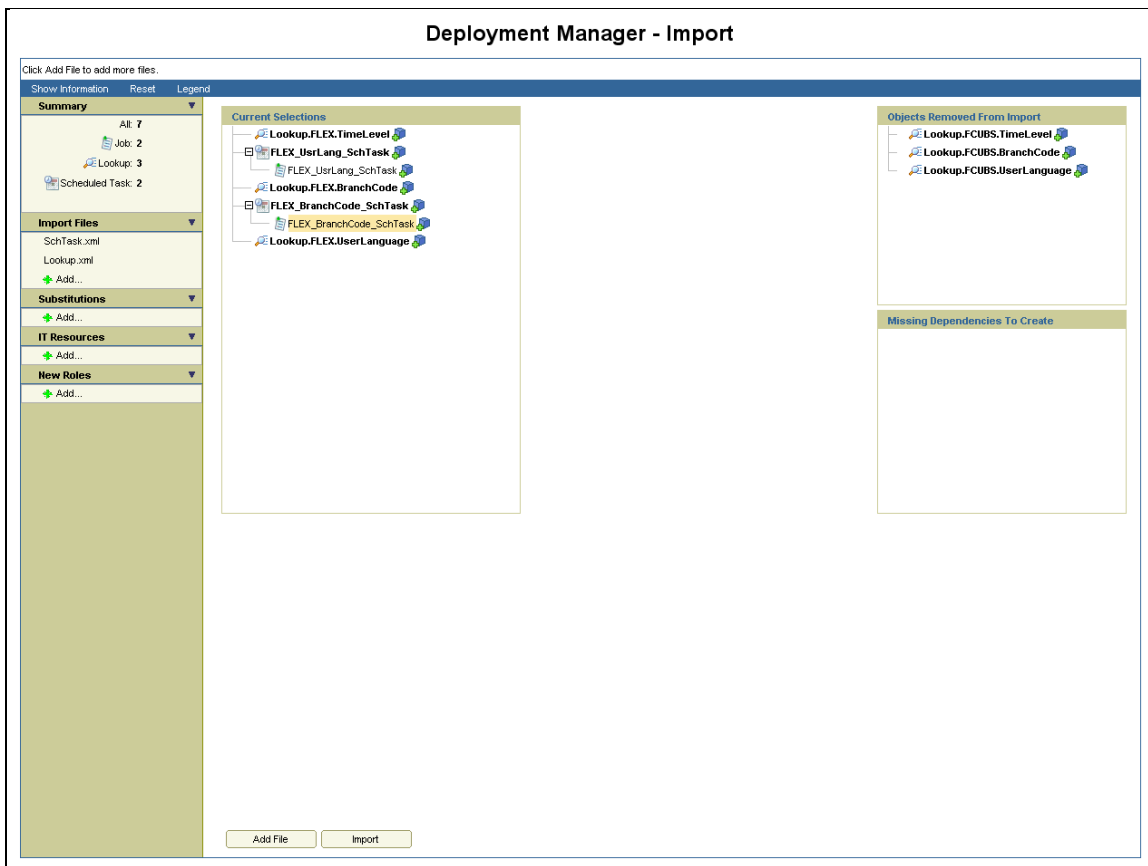 Deployment Manager - Import
Click Add File to add more files.
Show Information Reset Legend
Summary
All: 7
Job: 2
Lookup: 3
Scheduled Task: 2
Import Files
SchTask.xml
Lookup.xml
Add...
Substitutions
Add...
IT Resources
Add...
New Roles
Add...
Current Selections
Lookup.FLEX.TimeLevel
FLEX_UsrLang_SchTask
FLEX_UsrLang_SchTask
Lookup.FLEX.BranchCode
FLEX_BranchCode_SchTask
FLEX_BranchCode_SchTask
Lookup.FLEX.UserLanguage
Objects Removed From Import
Lookup.FCUBS.TimeLevel
Lookup.FCUBS.BranchCode
Lookup.FCUBS.UserLanguage
Missing Dependencies To Create
Add File Import